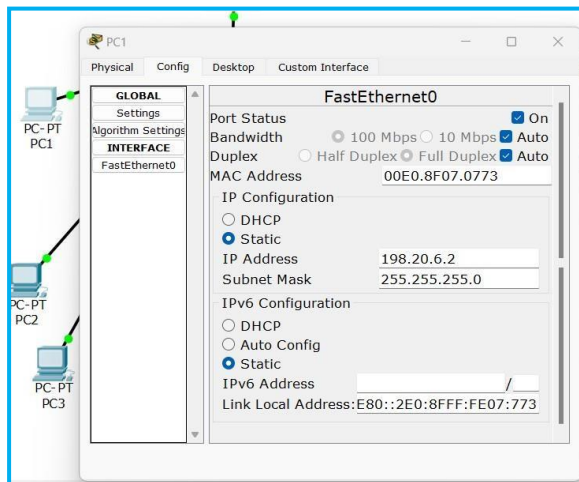 PC1
Physical Config Desktop Custom Interface
GLOBAL
Settings
Algorithm Settings
INTERFACE
FastEthernet0
FastEthernet0
Port Status On
Bandwidth 100 Mbps 10 Mbps Auto
Duplex Half Duplex Full Duplex Auto
MAC Address 00E0.8F07.0773
IP Configuration
DHCP
Static
IP Address 198.20.6.2
Subnet Mask 255.255.255.0
IPv6 Configuration
DHCP
Auto Config
Static
IPv6 Address /
Link Local Address:E80::2E0:8FFF:FE07:773
PC-PT
PC1
PC-PT
PC2
PC-PT
PC3